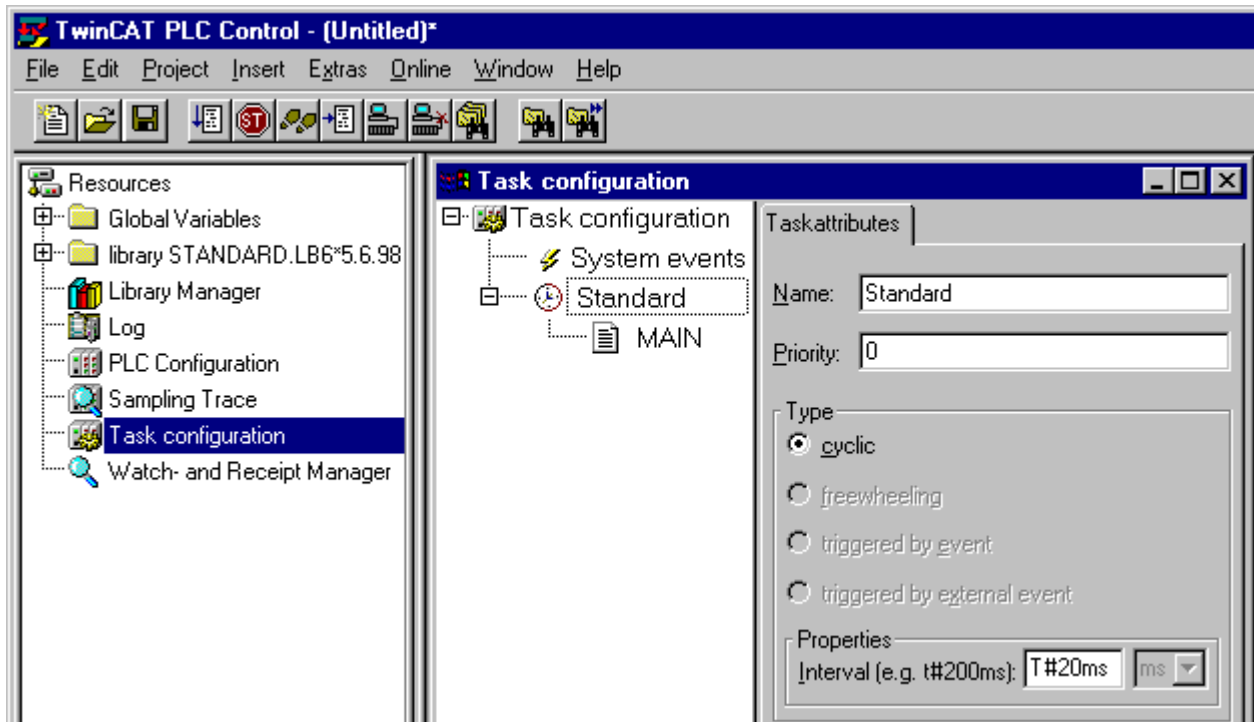 TwinCAT PLC Control - (Untitled)*
File Edit Project Insert Extras Online Window Help
ST
Resources
Global Variables
library STANDARD.LB6*5.6.98
Library Manager
Log
PLC Configuration
Sampling Trace
Task configuration
Watch- and Receipt Manager
Task configuration
Task configuration
System events
Standard
MAIN
Taskattributes
Name: Standard
Priority: 0
Type
cyclic
freewheeling
triggered by event
triggered by external event
Properties
Interval (e.g. t#200ms): T#20ms ms